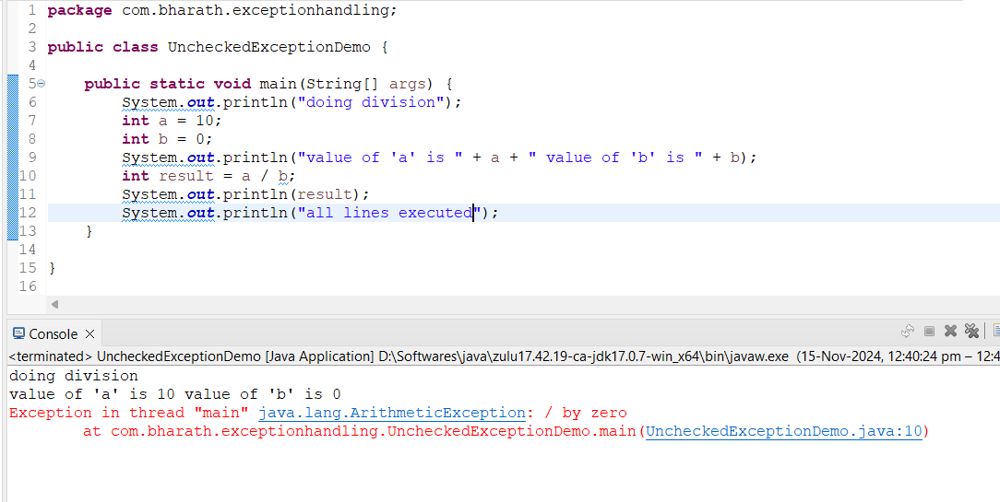 1 package com.bharath.exceptionhandling;
2
3 public class UncheckedExceptionDemo {
4
5 public static void main(String[] args) {
6 System.out.println("doing division");
7 int a = 10;
8 int b = 0;
9 System.out.println("value of 'a' is " + a + " value of 'b' is " + b);
10 int result = a / b;
11 System.out.println(result);
12 System.out.println("all lines executed");
13 }
14
15 }
16
Console
<terminated> UncheckedExceptionDemo [Java Application] D:\Softwares\java\zulu17.42.19-ca-jdk17.0.7-win_x64\bin\javaw.exe (15-Nov-2024, 12:40:24 pm – 12:4
doing division
value of 'a' is 10 value of 'b' is 0
Exception in thread "main" java.lang.ArithmeticException: / by zero
at com.bharath.exceptionhandling.UncheckedExceptionDemo.main(UncheckedExceptionDemo.java:10)